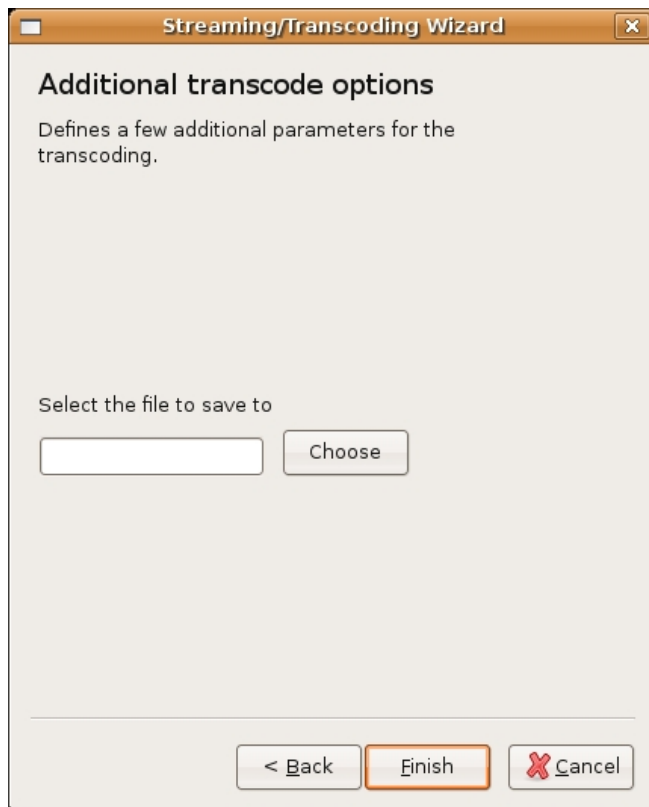 Streaming/Transcoding Wizard
Additional transcode options
Defines a few additional parameters for the
transcoding.
Select the file to save to
Choose
< Back
Finish
Cancel